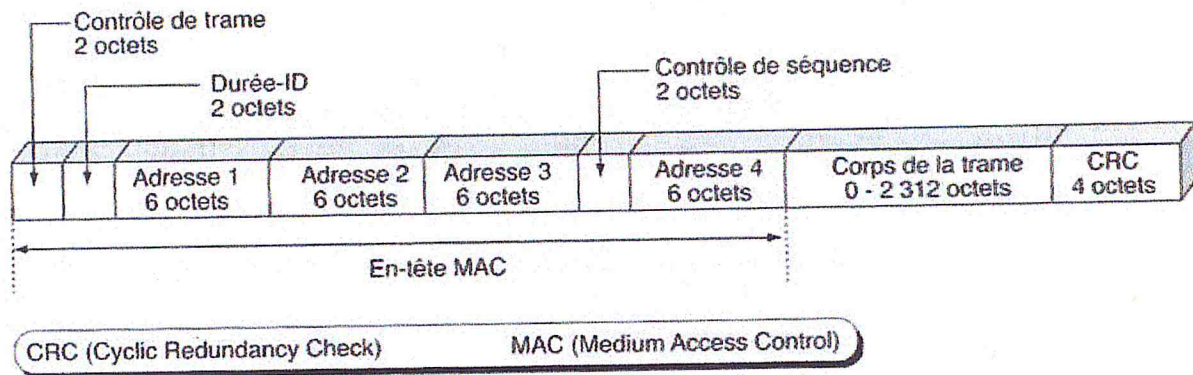 Contrôle de trame
2 octets
Durée-ID
2 octets
Contrôle de séquence
2 octets
Adresse 1
6 octets
Adresse 2
6 octets
Adresse 3
6 octets
Adresse 4
6 octets
Corps de la trame
0 - 2 312 octets
CRC
4 octets
En-tête MAC
CRC (Cyclic Redundancy Check) MAC (Medium Access Control)